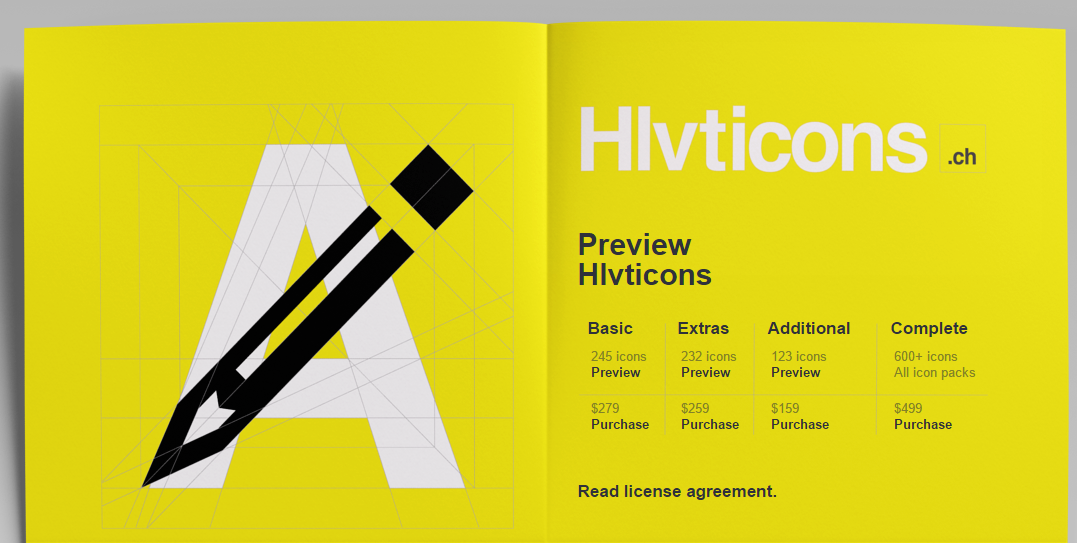 Hlvticons .ch
Preview
Hlvticons
Basic Extras Additional Complete
245 icons 232 icons 123 icons 600+ icons
Preview Preview Preview All icon packs
$279 $259 $159 $499
Purchase Purchase Purchase Purchase
Read license agreement.